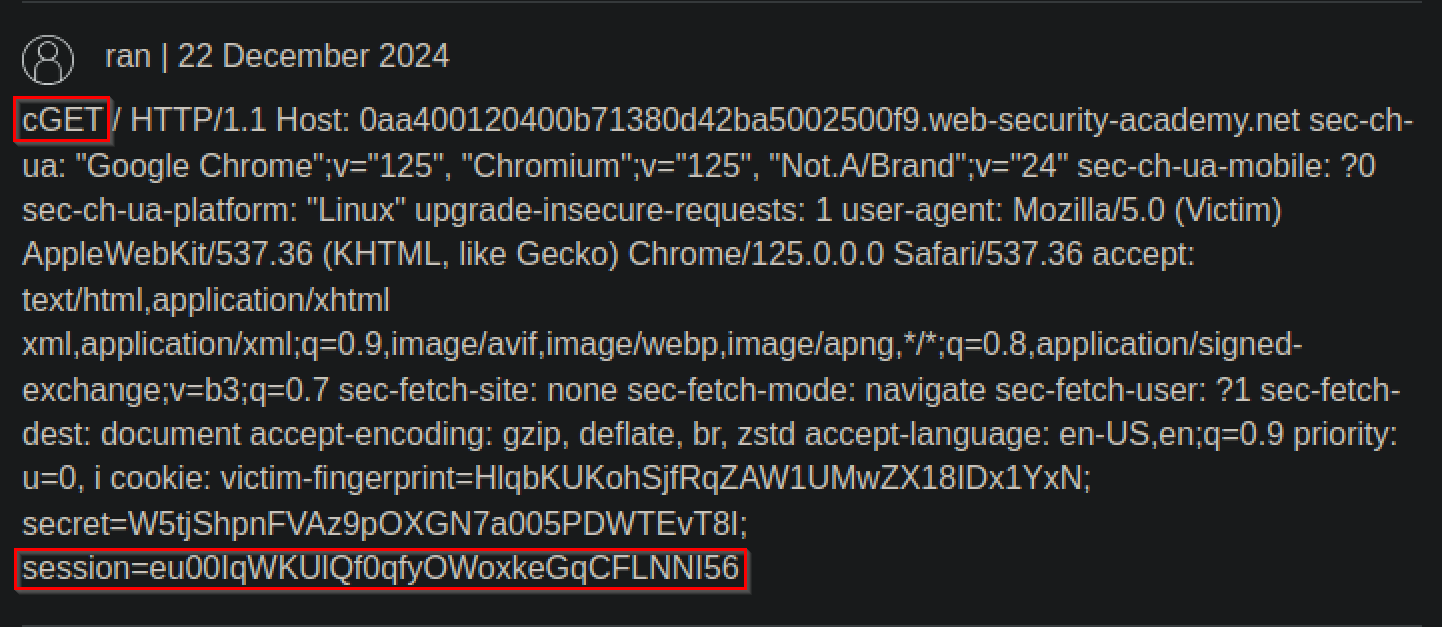 ran | 22 December 2024
cGET / HTTP/1.1 Host: 0aa400120400b71380d42ba5002500f9.web-security-academy.net sec-ch-
ua: "Google Chrome";v="125", "Chromium";v="125", "Not.A/Brand";v="24" sec-ch-ua-mobile: ?0
sec-ch-ua-platform: "Linux" upgrade-insecure-requests: 1 user-agent: Mozilla/5.0 (Victim)
AppleWebKit/537.36 (KHTML, like Gecko) Chrome/125.0.0.0 Safari/537.36 accept:
text/html,application/xhtml
xml,application/xml;q=0.9,image/avif,image/webp,image/apng,*/*;q=0.8,application/signed-
exchange;v=b3;q=0.7 sec-fetch-site: none sec-fetch-mode: navigate sec-fetch-user: ?1 sec-fetch-
dest: document accept-encoding: gzip, deflate, br, zstd accept-language: en-US,en;q=0.9 priority:
u=0, i cookie: victim-fingerprint=HlqbKUKohSjfRqZAW1UMwZX18IDx1YxN;
secret=W5tjShpnFVAz9pOXGN7a005PDWTEvT8I;
session=eu00IqWKUlQf0qfyOWoxkeGqCFLNNI56